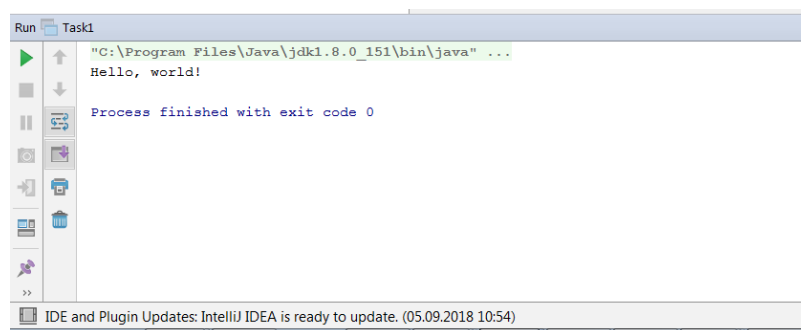 Run Task1
"C:\Program Files\Java\jdk1.8.0_151\bin\java" ...
Hello, world!
Process finished with exit code 0
IDE and Plugin Updates: IntelliJ IDEA is ready to update. (05.09.2018 10:54)